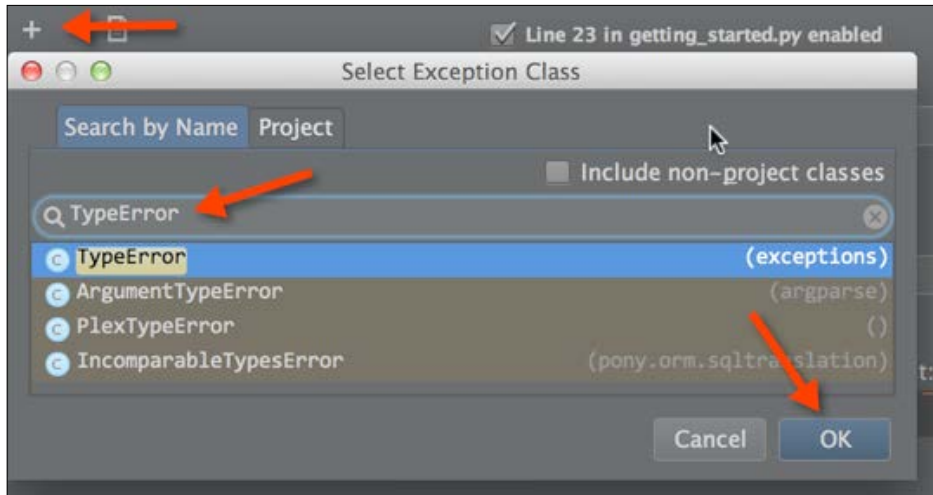 Line 23 in getting_started.py enabled
Select Exception Class
Search by Name Project
Include non-project classes
TypeError
TypeError (exceptions)
ArgumentTypeError (argparse)
PlexTypeError ()
IncomparableTypesError (pony.orm.sqltranslation)
t:
Cancel OK